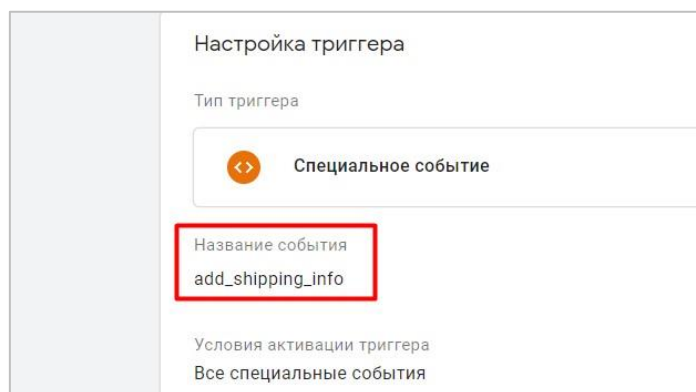 Настройка триггера
Тип триггера
Специальное событие
Название события
add_shipping_info
Условия активации триггера
Все специальные события